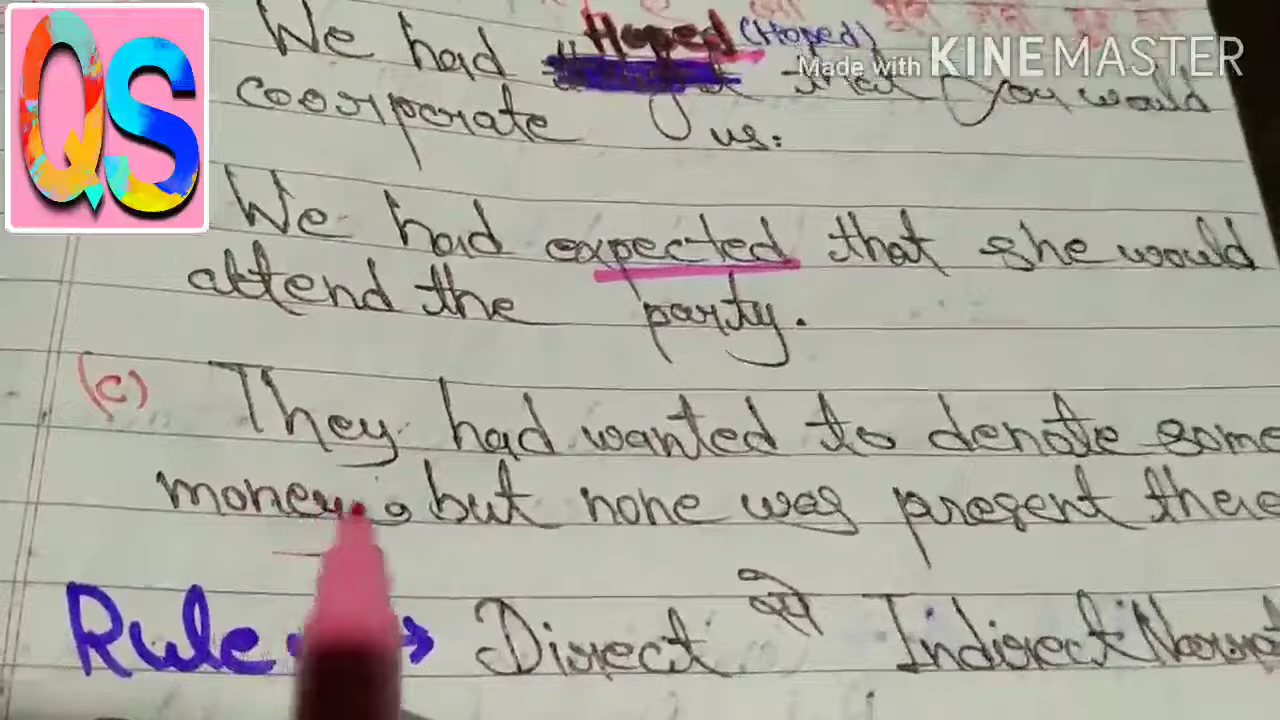 We had Hoped (Hoped)
Made with KINEMASTER
that you would
coorporate us.
QS
We had expected that she would
attend the party.
(c) They had wanted to denote some
money, but none was present there
Rule → Direct से Indirect Narrat